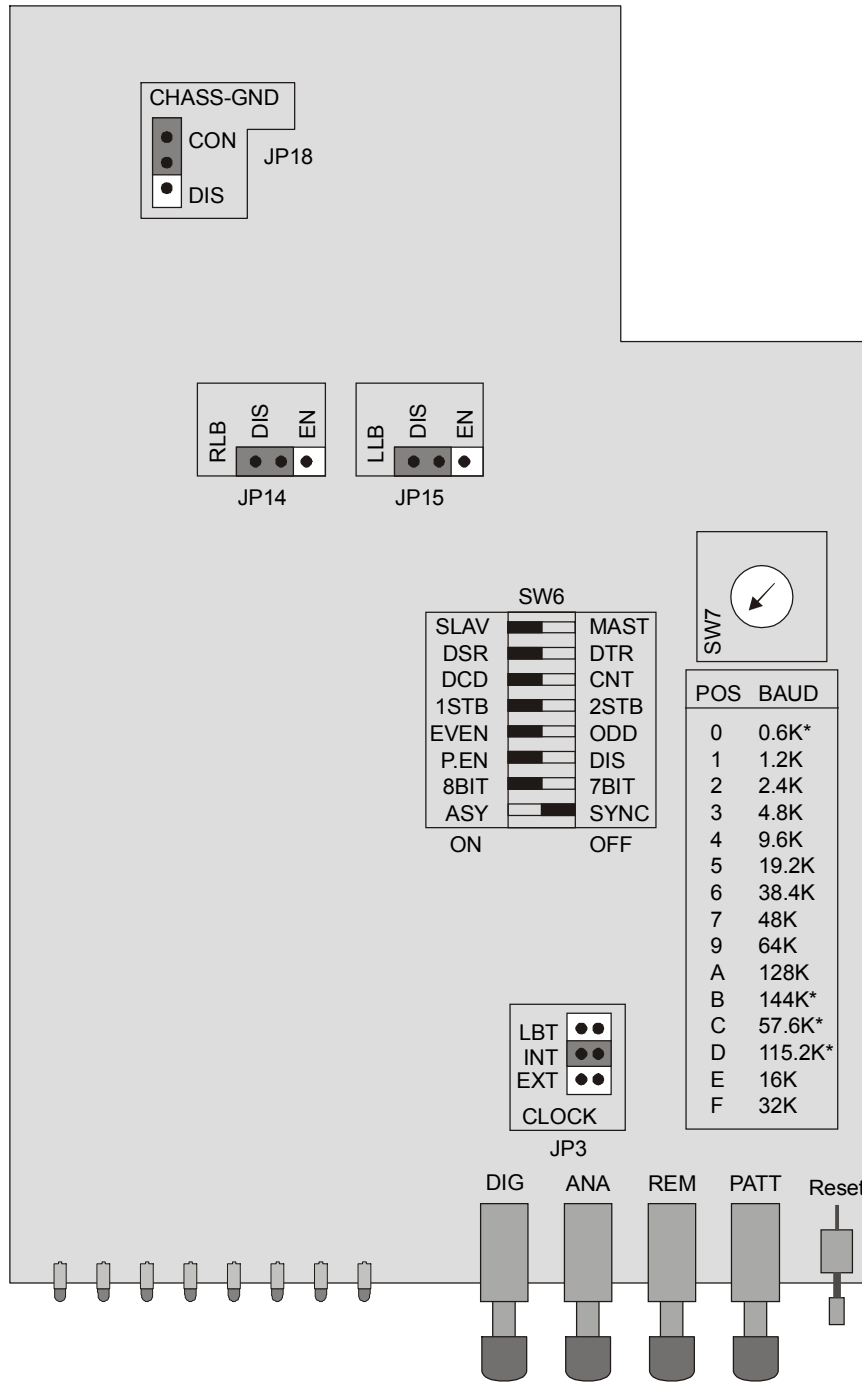 CHASS-GND
CON
JP18
DIS
RLB
DIS
EN
JP14
LLB
DIS
EN
JP15
SW6
SLAV MAST
DSR DTR
DCD CNT
1STB 2STB
EVEN ODD
P.EN DIS
8BIT 7BIT
ASY SYNC
ON OFF
SW7
POS BAUD
0 0.6K*
1 1.2K
2 2.4K
3 4.8K
4 9.6K
5 19.2K
6 38.4K
7 48K
9 64K
A 128K
B 144K*
C 57.6K*
D 115.2K*
E 16K
F 32K
LBT
INT
EXT
CLOCK
JP3
DIG ANA REM PATT Reset